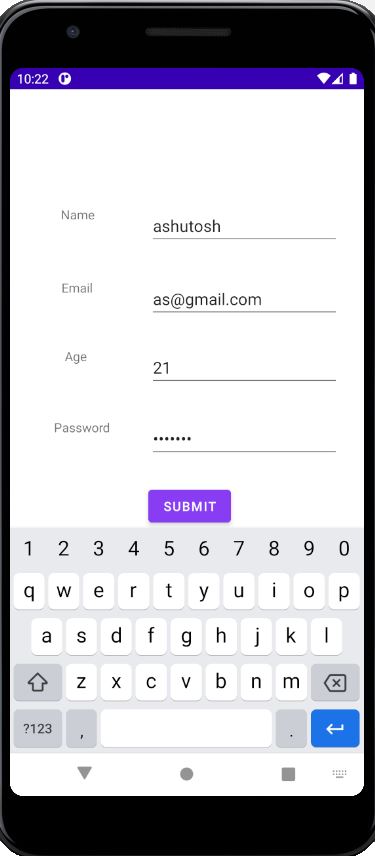 10:22
Name
ashutosh
Email
as@gmail.com
Age
21
Password
•••••••
SUBMIT
1 2 3 4 5 6 7 8 9 0
q w e r t y u i o p
a s d f g h j k l
z x c v b n m
?123 , .